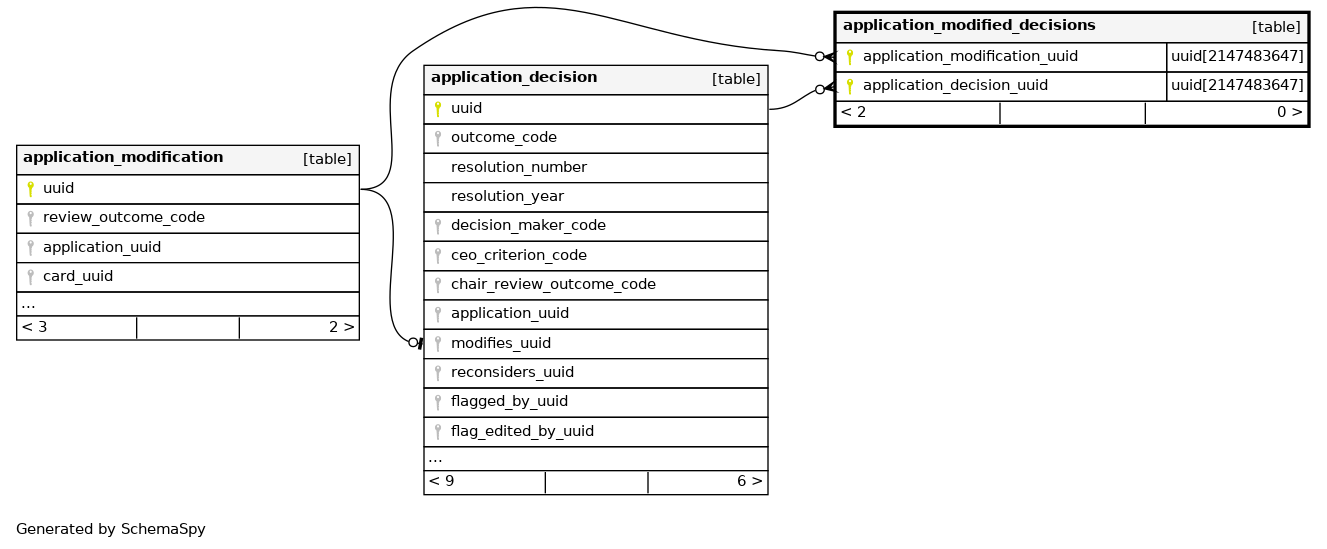 application_modified_decisions [table]
application_modification_uuid uuid[2147483647]
application_decision_uuid uuid[2147483647]
< 2 0 >
application_decision [table]
uuid
outcome_code
resolution_number
resolution_year
decision_maker_code
ceo_criterion_code
chair_review_outcome_code
application_uuid
modifies_uuid
reconsiders_uuid
flagged_by_uuid
flag_edited_by_uuid
...
< 9 6 >
application_modification [table]
uuid
review_outcome_code
application_uuid
card_uuid
...
< 3 2 >
Generated by SchemaSpy